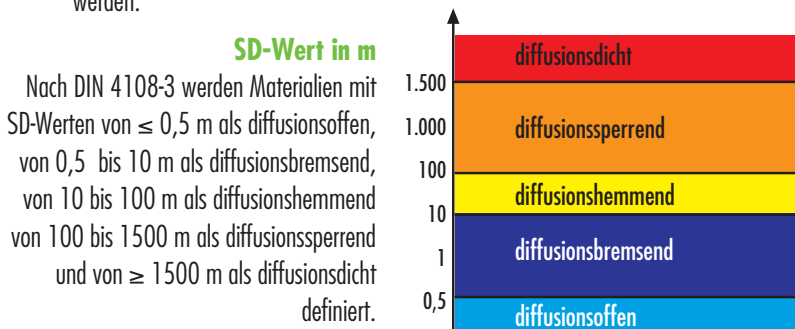 werden.
SD-Wert in m
Nach DIN 4108-3 werden Materialien mit
SD-Werten von ≤ 0,5 m als diffusionsoffen,
von 0,5 bis 10 m als diffusionsbremsend,
von 10 bis 100 m als diffusionshemmend
von 100 bis 1500 m als diffusionssperrend
und von ≥ 1500 m als diffusionsdicht
definiert.
diffusionsdicht
1.500
1.000
diffusionssperrend
100
diffusionshemmend
10
1
diffusionsbremsend
0,5
diffusionsoffen